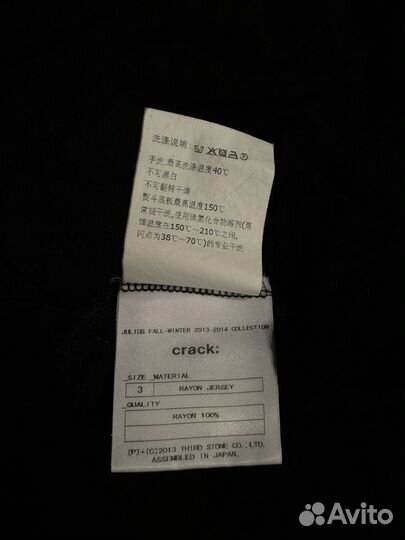 洗涤说明:
手洗,最高洗涤温度40℃
不可漂白
不可翻转干燥
熨斗底板最高温度150℃
常规干洗,使用碳氢化合物溶剂(蒸
馏温度在150℃~210℃之间,
闪点为38℃~70℃)的专业干洗
JULIUS FALL-WINTER 2013-2014 COLLECTION
crack:
SIZE MATERIAL
3 RAYON JERSEY
QUALITY
RAYON 100%
[P]+[C]2013 THIRD STONE CO., LTD.
ASSEMBLED IN JAPAN.
Avito